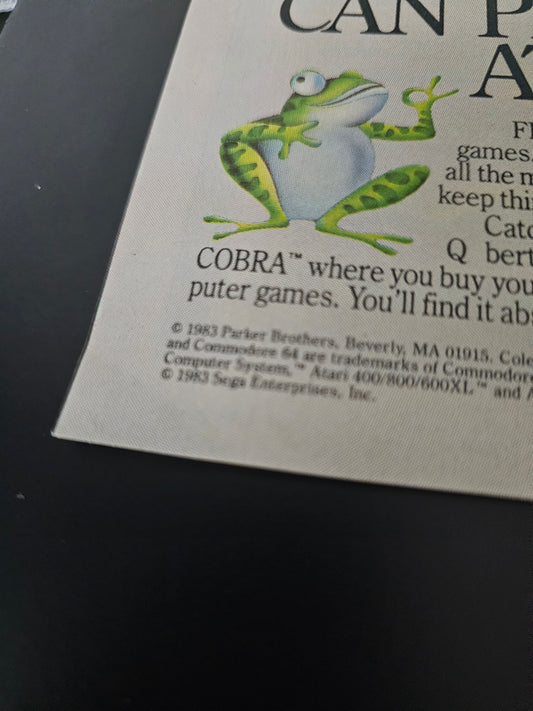 CAN P
A
F
games.
all the m
keep thi
Catc
Q bert
COBRA™ where you buy you
puter games. You'll find it abs
© 1983 Parker Brothers, Beverly, MA 01915. Cole
and Commodore 64 are trademarks of Commodore
Computer System,™ Atari 400/800/600XL™ and A
© 1983 Sega Enterprises, Inc.